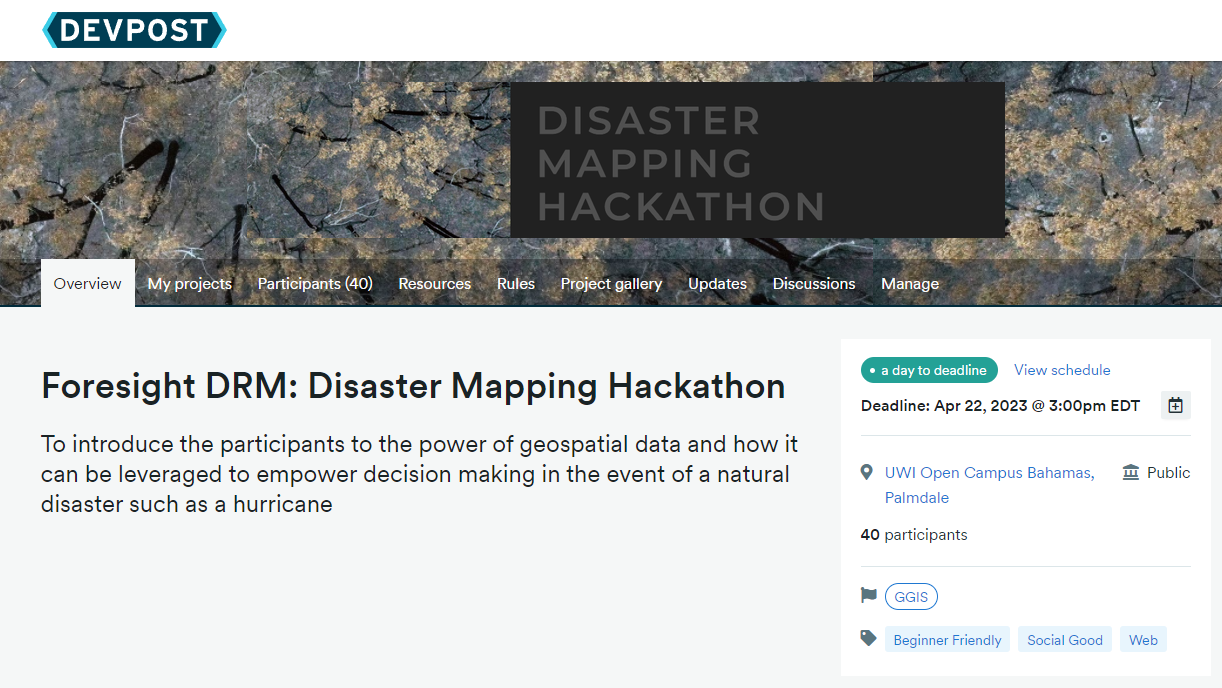 DEVPOST
DISASTER
MAPPING
HACKATHON
Overview My projects Participants (40) Resources Rules Project gallery Updates Discussions Manage
Foresight DRM: Disaster Mapping Hackathon
To introduce the participants to the power of geospatial data and how it
can be leveraged to empower decision making in the event of a natural
disaster such as a hurricane
a day to deadline View schedule
Deadline: Apr 22, 2023 @ 3:00pm EDT
UWI Open Campus Bahamas, Public
Palmdale
40 participants
GGIS
Beginner Friendly Social Good Web